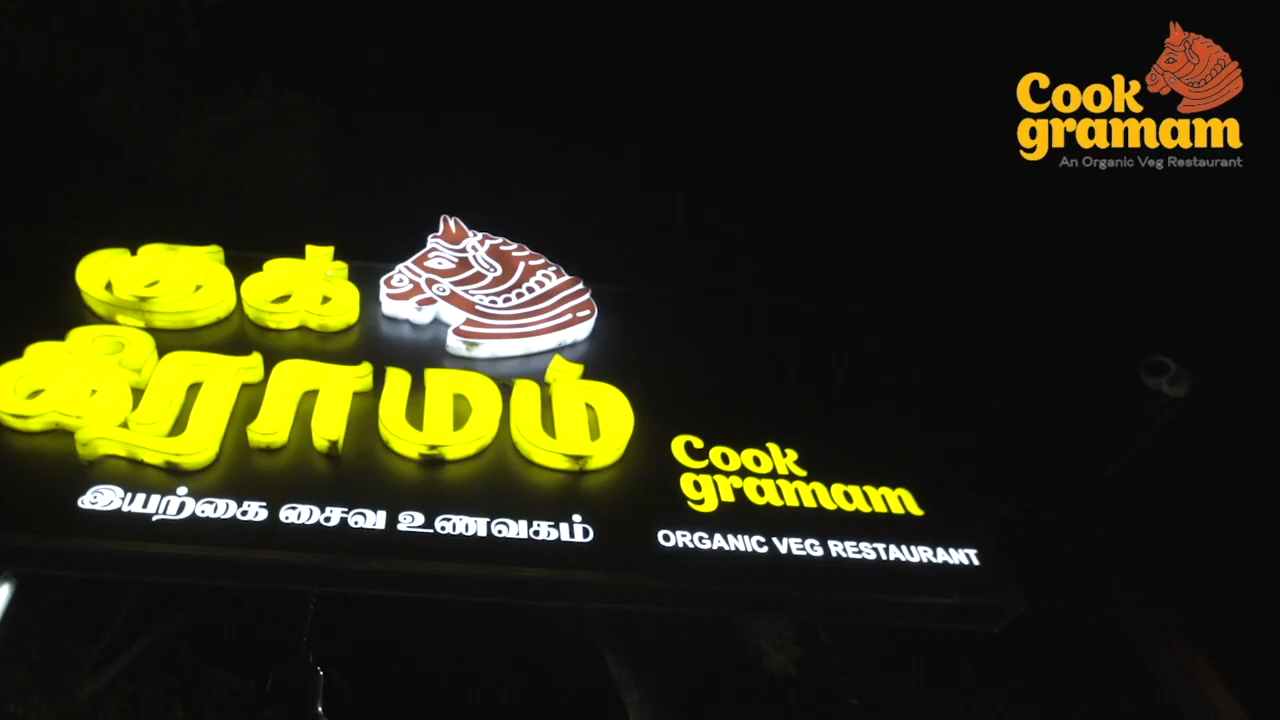 Cook
gramam
An Organic Veg Restaurant
குக்
கிராமம்
இயற்கை சைவ உணவகம்
Cook
gramam
ORGANIC VEG RESTAURANT